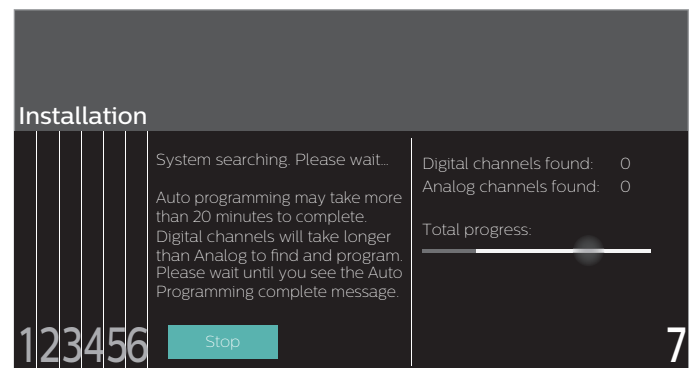 Installation
System searching. Please wait...
Auto programming may take more
than 20 minutes to complete.
Digital channels will take longer
than Analog to find and program.
Please wait until you see the Auto
Programming complete message.
Stop
Digital channels found: 0
Analog channels found: 0
Total progress:
123456
7